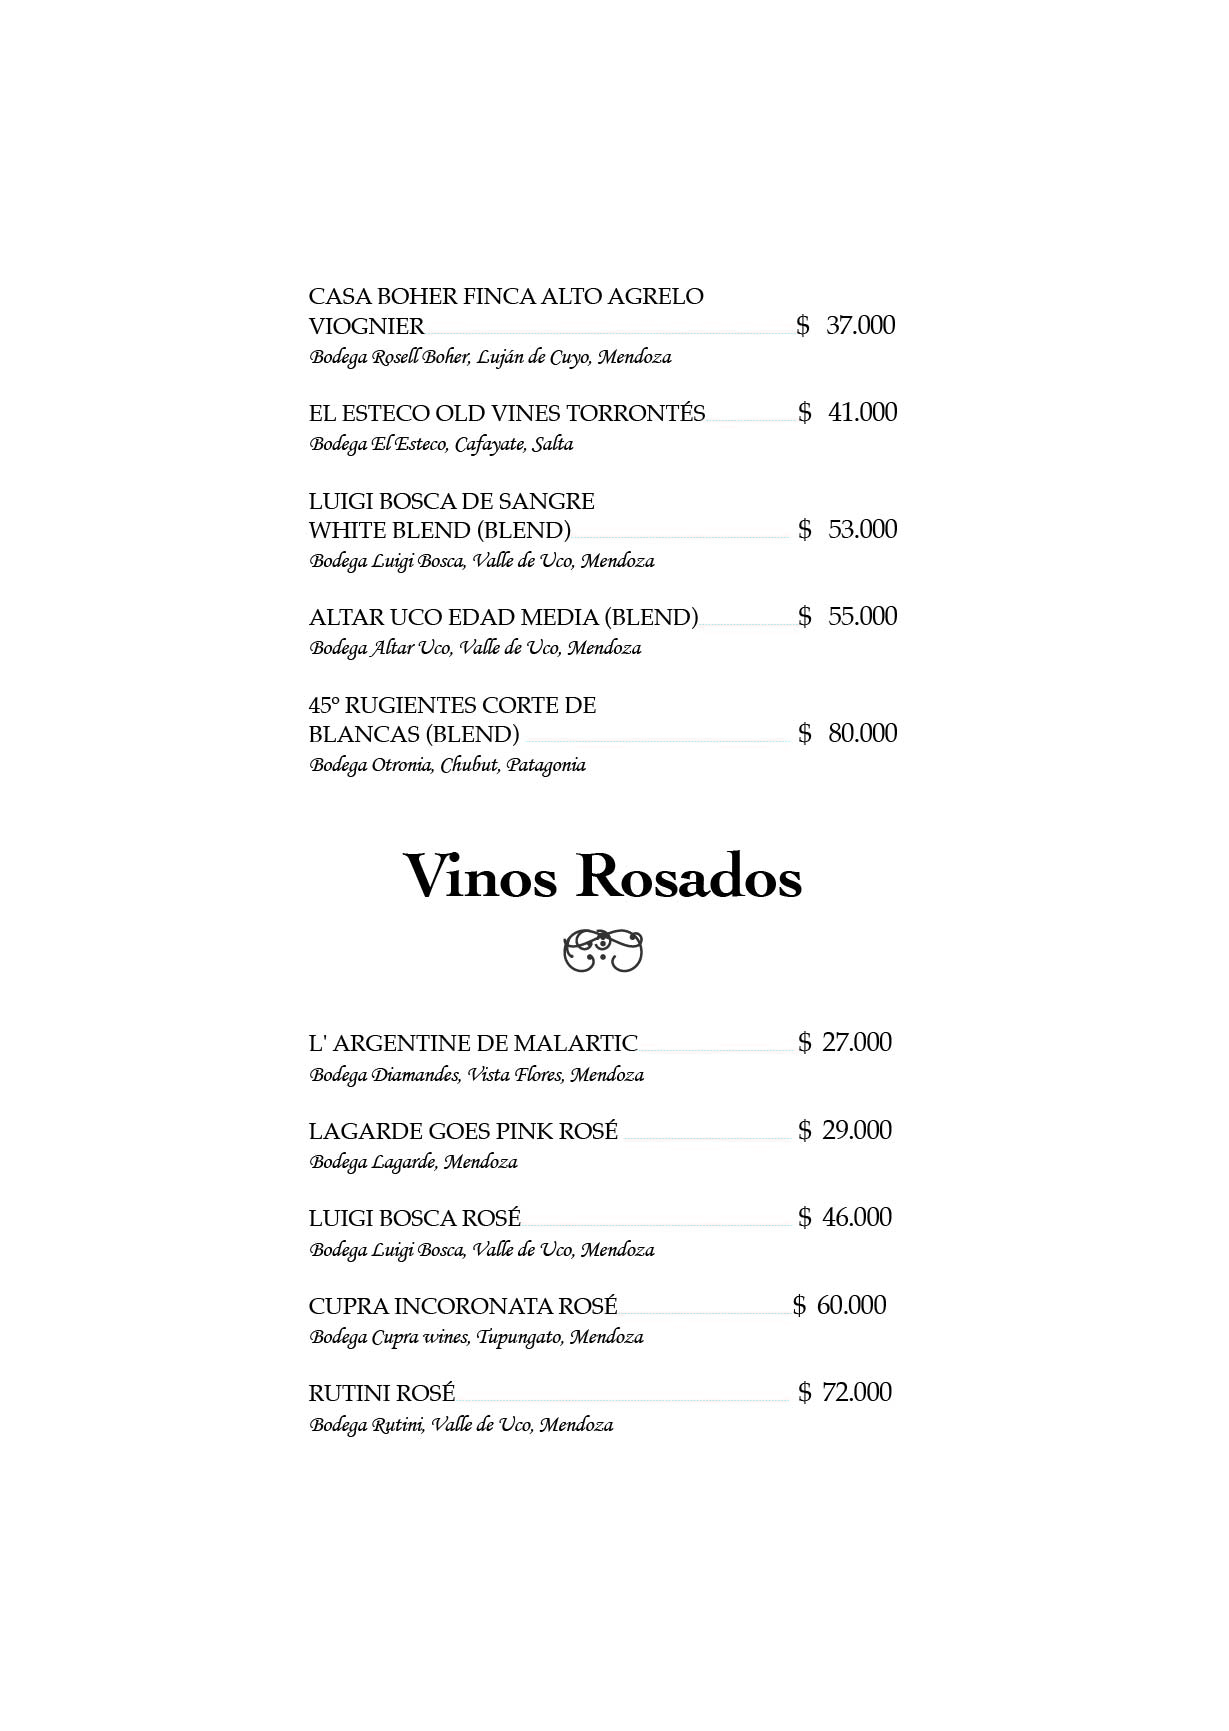 CASA BOHER FINCA ALTO AGRELO
VIOGNIER $ 37.000
Bodega Rosell Boher, Luján de Cuyo, Mendoza
EL ESTECO OLD VINES TORRONTÉS $ 41.000
Bodega El Esteco, Cafayate, Salta
LUIGI BOSCA DE SANGRE
WHITE BLEND (BLEND) $ 53.000
Bodega Luigi Bosca, Valle de Uco, Mendoza
ALTAR UCO EDAD MEDIA (BLEND) $ 55.000
Bodega Altar Uco, Valle de Uco, Mendoza
45° RUGIENTES CORTE DE
BLANCAS (BLEND) $ 80.000
Bodega Otronia, Chubut, Patagonia
Vinos Rosados
L' ARGENTINE DE MALARTIC $ 27.000
Bodega Diamandes, Vista Flores, Mendoza
LAGARDE GOES PINK ROSÉ $ 29.000
Bodega Lagarde, Mendoza
LUIGI BOSCA ROSÉ $ 46.000
Bodega Luigi Bosca, Valle de Uco, Mendoza
CUPRA INCORONATA ROSÉ $ 60.000
Bodega Cupra wines, Tupungato, Mendoza
RUTINI ROSÉ $ 72.000
Bodega Rutini, Valle de Uco, Mendoza